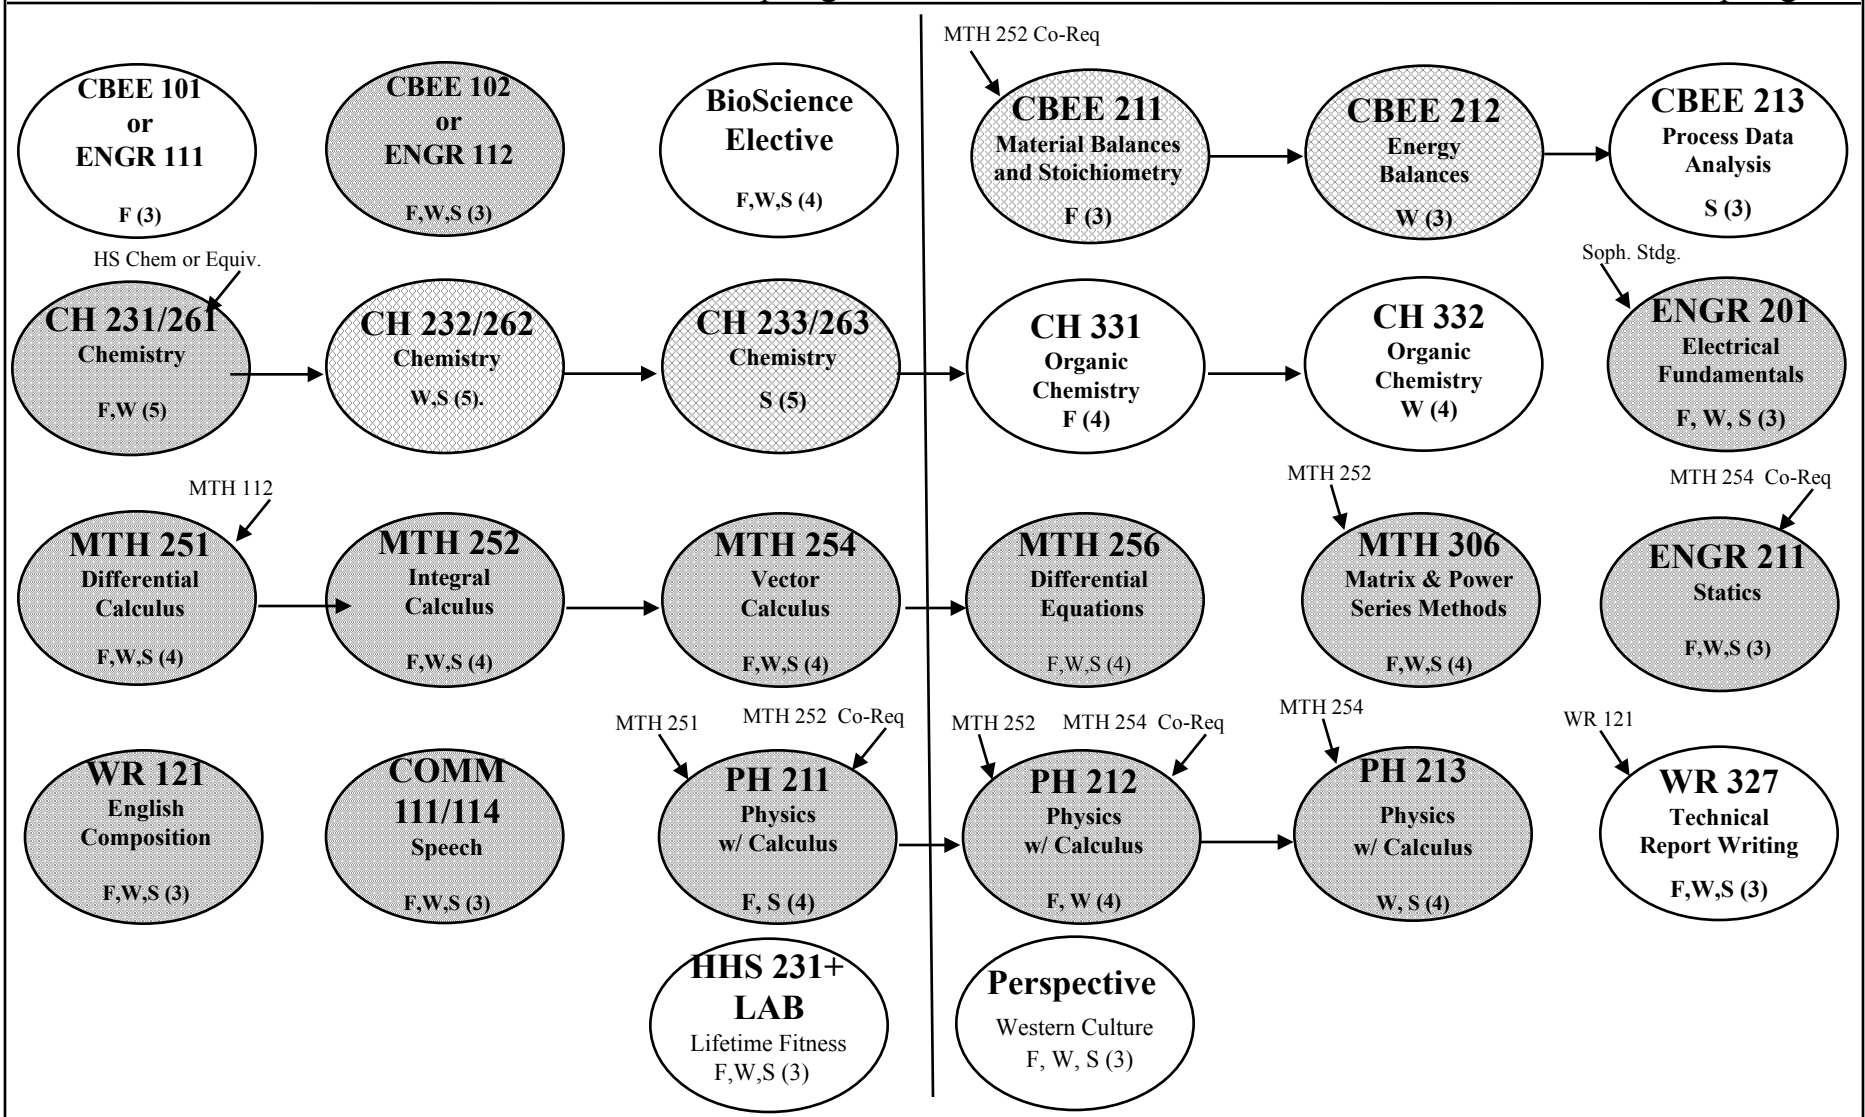 MTH 252 Co-Req
CBEE 101
or
ENGR 111
F (3)
CBEE 102
or
ENGR 112
F,W,S (3)
BioScience
Elective
F,W,S (4)
CBEE 211
Material Balances
and Stoichiometry
F (3)
CBEE 212
Energy
Balances
W (3)
CBEE 213
Process Data
Analysis
S (3)
HS Chem or Equiv.
Soph. Stdg.
CH 231/261
Chemistry
F,W (5)
CH 232/262
Chemistry
W,S (5).
CH 233/263
Chemistry
S (5)
CH 331
Organic
Chemistry
F (4)
CH 332
Organic
Chemistry
W (4)
ENGR 201
Electrical
Fundamentals
F, W, S (3)
MTH 112
MTH 252
MTH 254 Co-Req
MTH 251
Differential
Calculus
F,W,S (4)
MTH 252
Integral
Calculus
F,W,S (4)
MTH 254
Vector
Calculus
F,W,S (4)
MTH 256
Differential
Equations
F,W,S (4)
MTH 306
Matrix & Power
Series Methods
F,W,S (4)
ENGR 211
Statics
F,W,S (3)
MTH 251
MTH 252 Co-Req
MTH 252
MTH 254 Co-Req
MTH 254
WR 121
WR 121
English
Composition
F,W,S (3)
COMM
111/114
Speech
F,W,S (3)
PH 211
Physics
w/ Calculus
F, S (4)
PH 212
Physics
w/ Calculus
F, W (4)
PH 213
Physics
w/ Calculus
W, S (4)
WR 327
Technical
Report Writing
F,W,S (3)
HHS 231+
LAB
Lifetime Fitness
F,W,S (3)
Perspective
Western Culture
F, W, S (3)